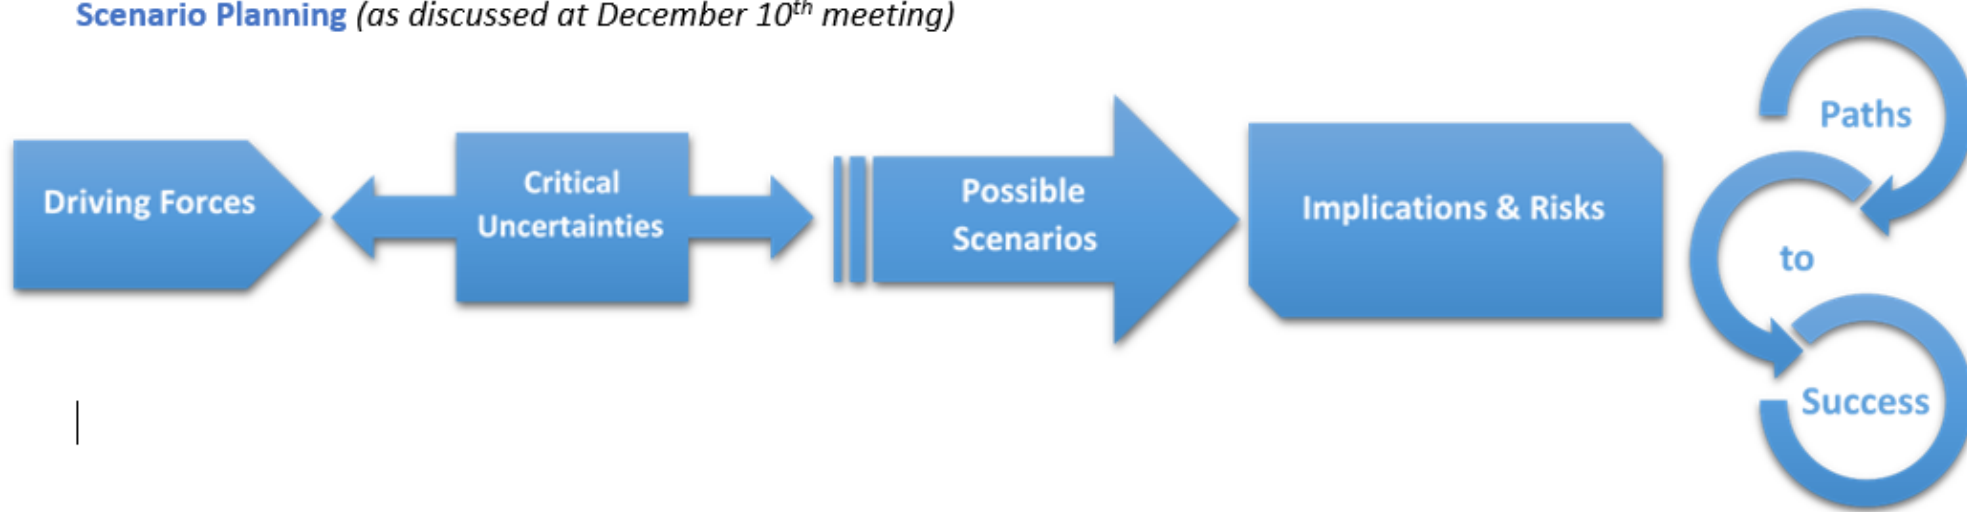 Scenario Planning (as discussed at December 10th meeting)
Driving Forces
Critical
Uncertainties
Possible
Scenarios
Implications & Risks
Paths
to
Success